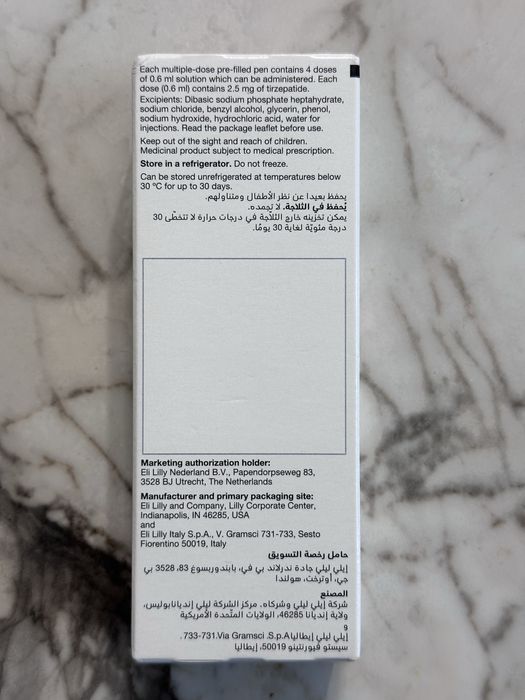 Each multiple-dose pre-filled pen contains 4 doses
of 0.6 ml solution which can be administered. Each
dose (0.6 ml) contains 2.5 mg of tirzepatide.
Excipients: Dibasic sodium phosphate heptahydrate,
sodium chloride, benzyl alcohol, glycerin, phenol,
sodium hydroxide, hydrochloric acid, water for
injections. Read the package leaflet before use.
Keep out of the sight and reach of children.
Medicinal product subject to medical prescription.
Store in a refrigerator. Do not freeze.
Can be stored unrefrigerated at temperatures below
30 ºC for up to 30 days.
يحفظ بعيدا عن نظر الأطفال ومتناولهم.
يُحفظ في الثلاجة. لا تجمده.
يمكن تخزينه خارج الثلاجة في درجات حرارة لا تتخطّى 30
درجة مئويّة لغاية 30 يومًا.
Marketing authorization holder:
Eli Lilly Nederland B.V., Papendorpseweg 83,
3528 BJ Utrecht, The Netherlands
Manufacturer and primary packaging site:
Eli Lilly and Company, Lilly Corporate Center,
Indianapolis, IN 46285, USA
and
Eli Lilly Italy S.p.A., V. Gramsci 731-733, Sesto
Fiorentino 50019, Italy
حامل رخصة التسويق
إيلي ليلي جادة ندرلاند بي في، بابندوربسوغ 83، 3528 بي
جي، أوترخت، هولندا
المصنع
شركة إيلي ليلي وشركاه. مركز الشركة ليلي إنديانابوليس،
ولاية إنديانا 46285، الولايات المتّحدة الأمريكية
و
إيلي ليلي إيطاليا S.p.A. Via Gramsci 731-733.
سيستو فيورنتينو 50019، إيطاليا